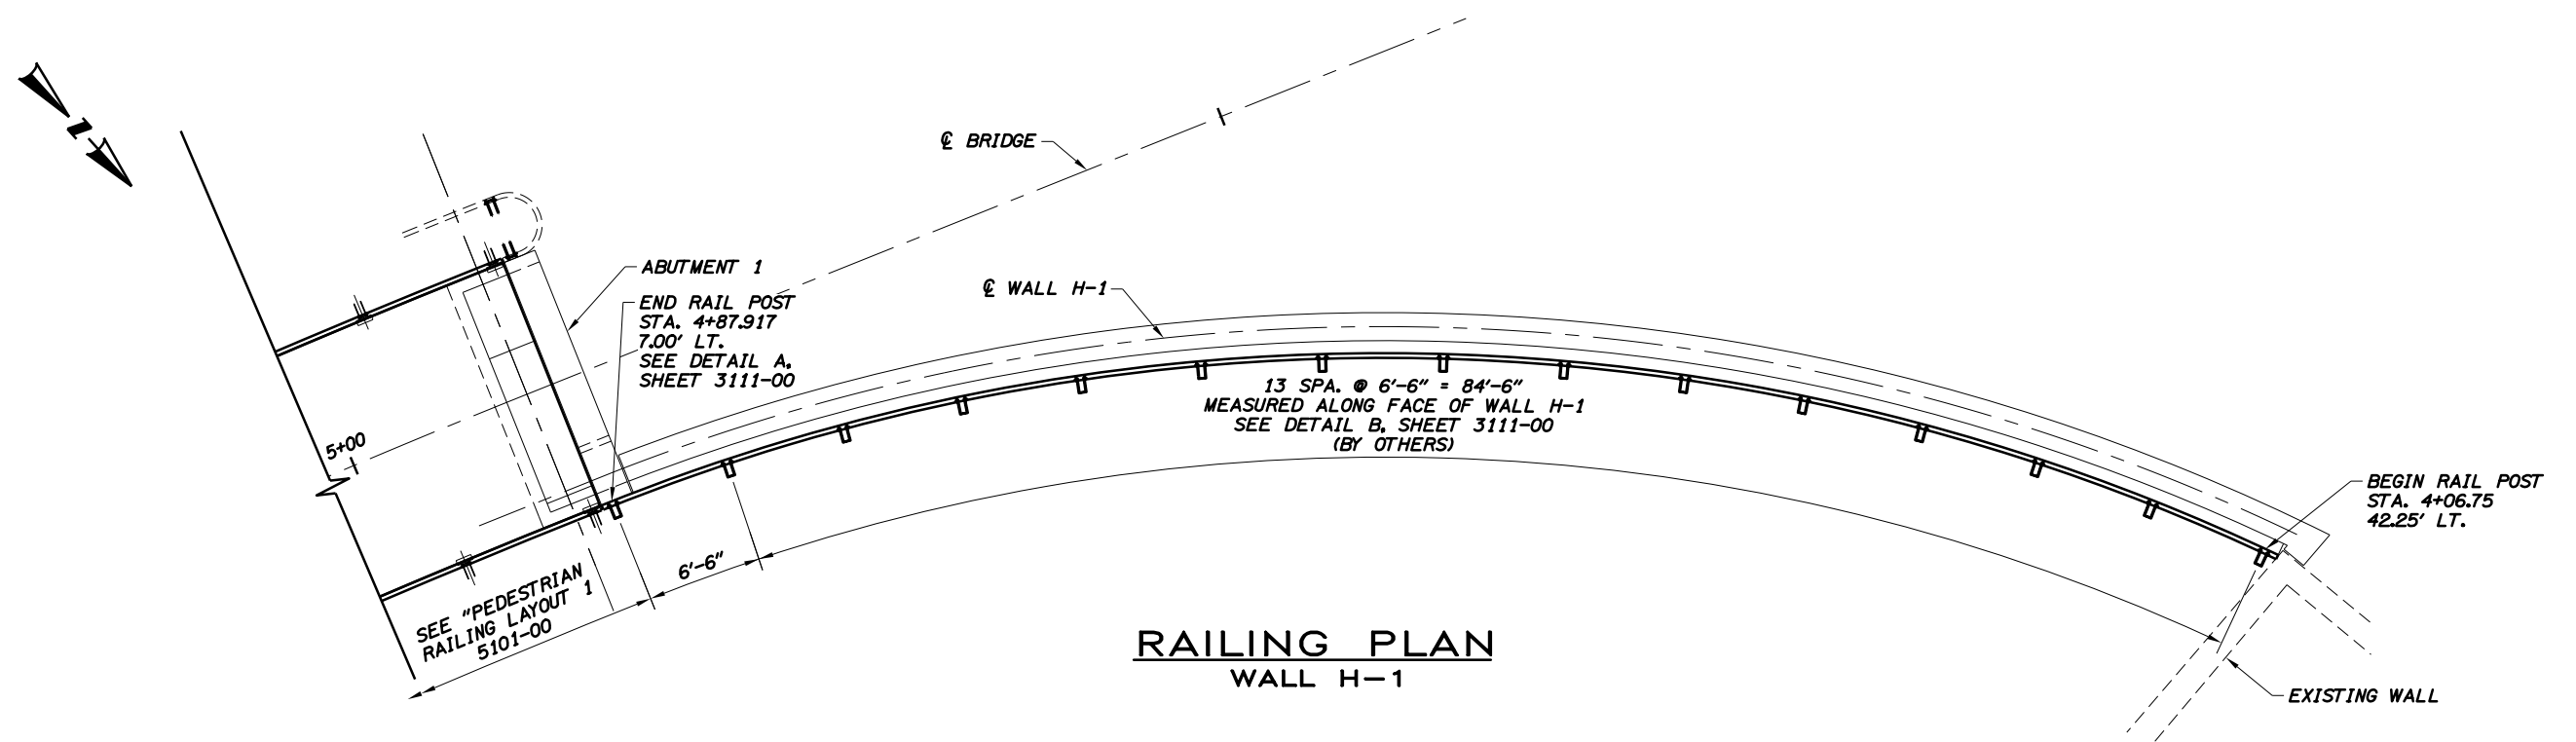 N
℄ BRIDGE
ABUTMENT 1
END RAIL POST
STA. 4+87.917
7.00' LT.
SEE DETAIL A,
SHEET 3111-00
℄ WALL H-1
13 SPA. @ 6'-6" = 84'-6"
MEASURED ALONG FACE OF WALL H-1
SEE DETAIL B, SHEET 3111-00
(BY OTHERS)
5+00
BEGIN RAIL POST
STA. 4+06.75
42.25' LT.
6'-6"
SEE "PEDESTRIAN
RAILING LAYOUT 1
5101-00
RAILING PLAN
WALL H-1
EXISTING WALL